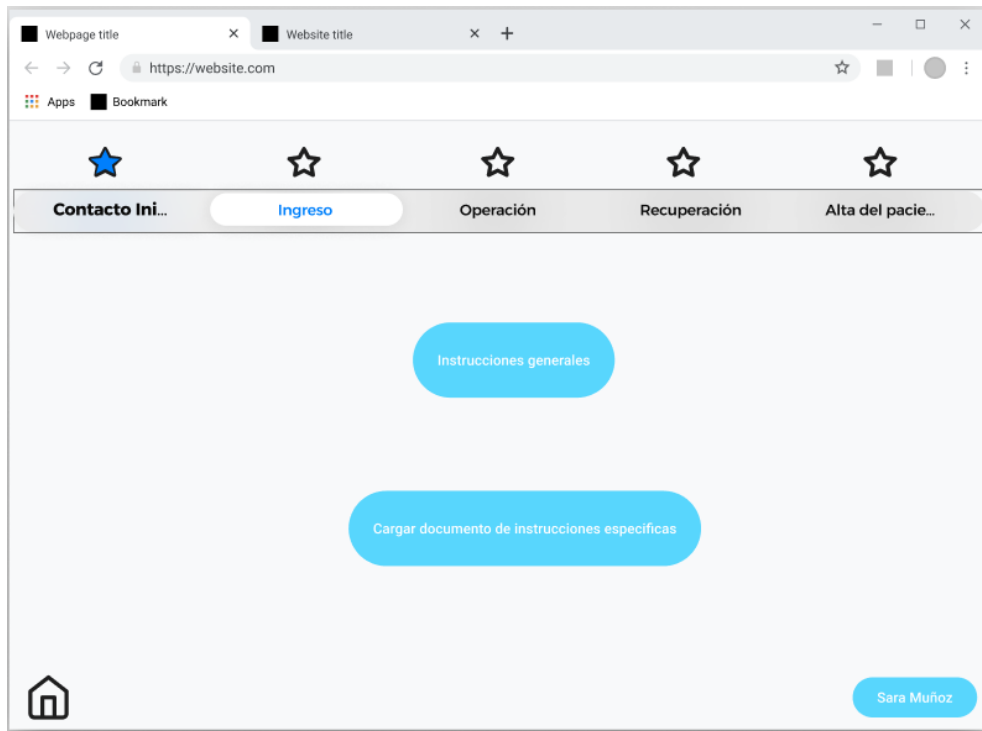 Webpage title
Website title
https://website.com
Apps
Bookmark
Contacto Ini...
Ingreso
Operación
Recuperación
Alta del pacie...
Instrucciones generales
Cargar documento de instrucciones especificas
Sara Muñoz